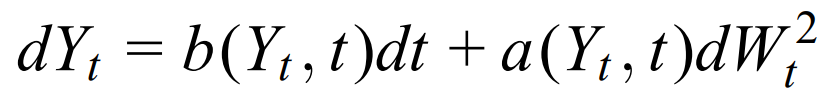 dY_t = b(Y_t, t)dt + a(Y_t, t)dW_t^2